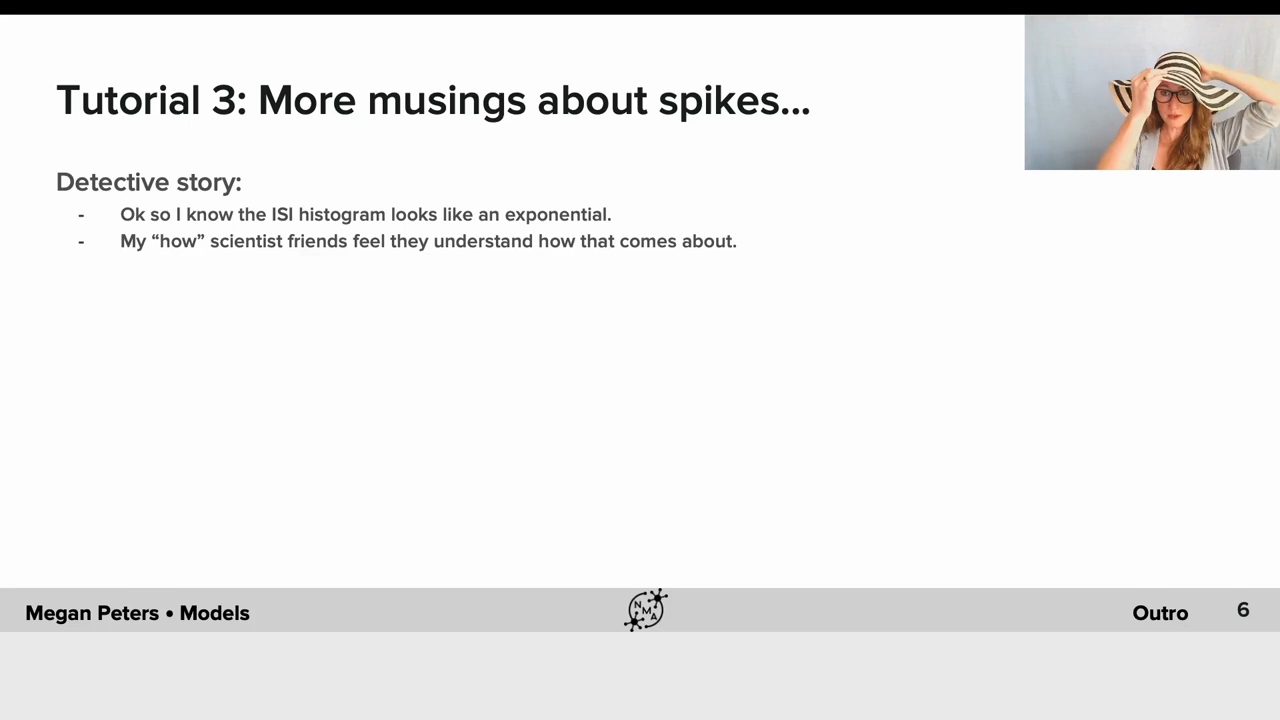 Tutorial 3: More musings about spikes...
Detective story:
- Ok so I know the ISI histogram looks like an exponential.
- My “how” scientist friends feel they understand how that comes about.
Megan Peters • Models
N
M
A
Outro
6